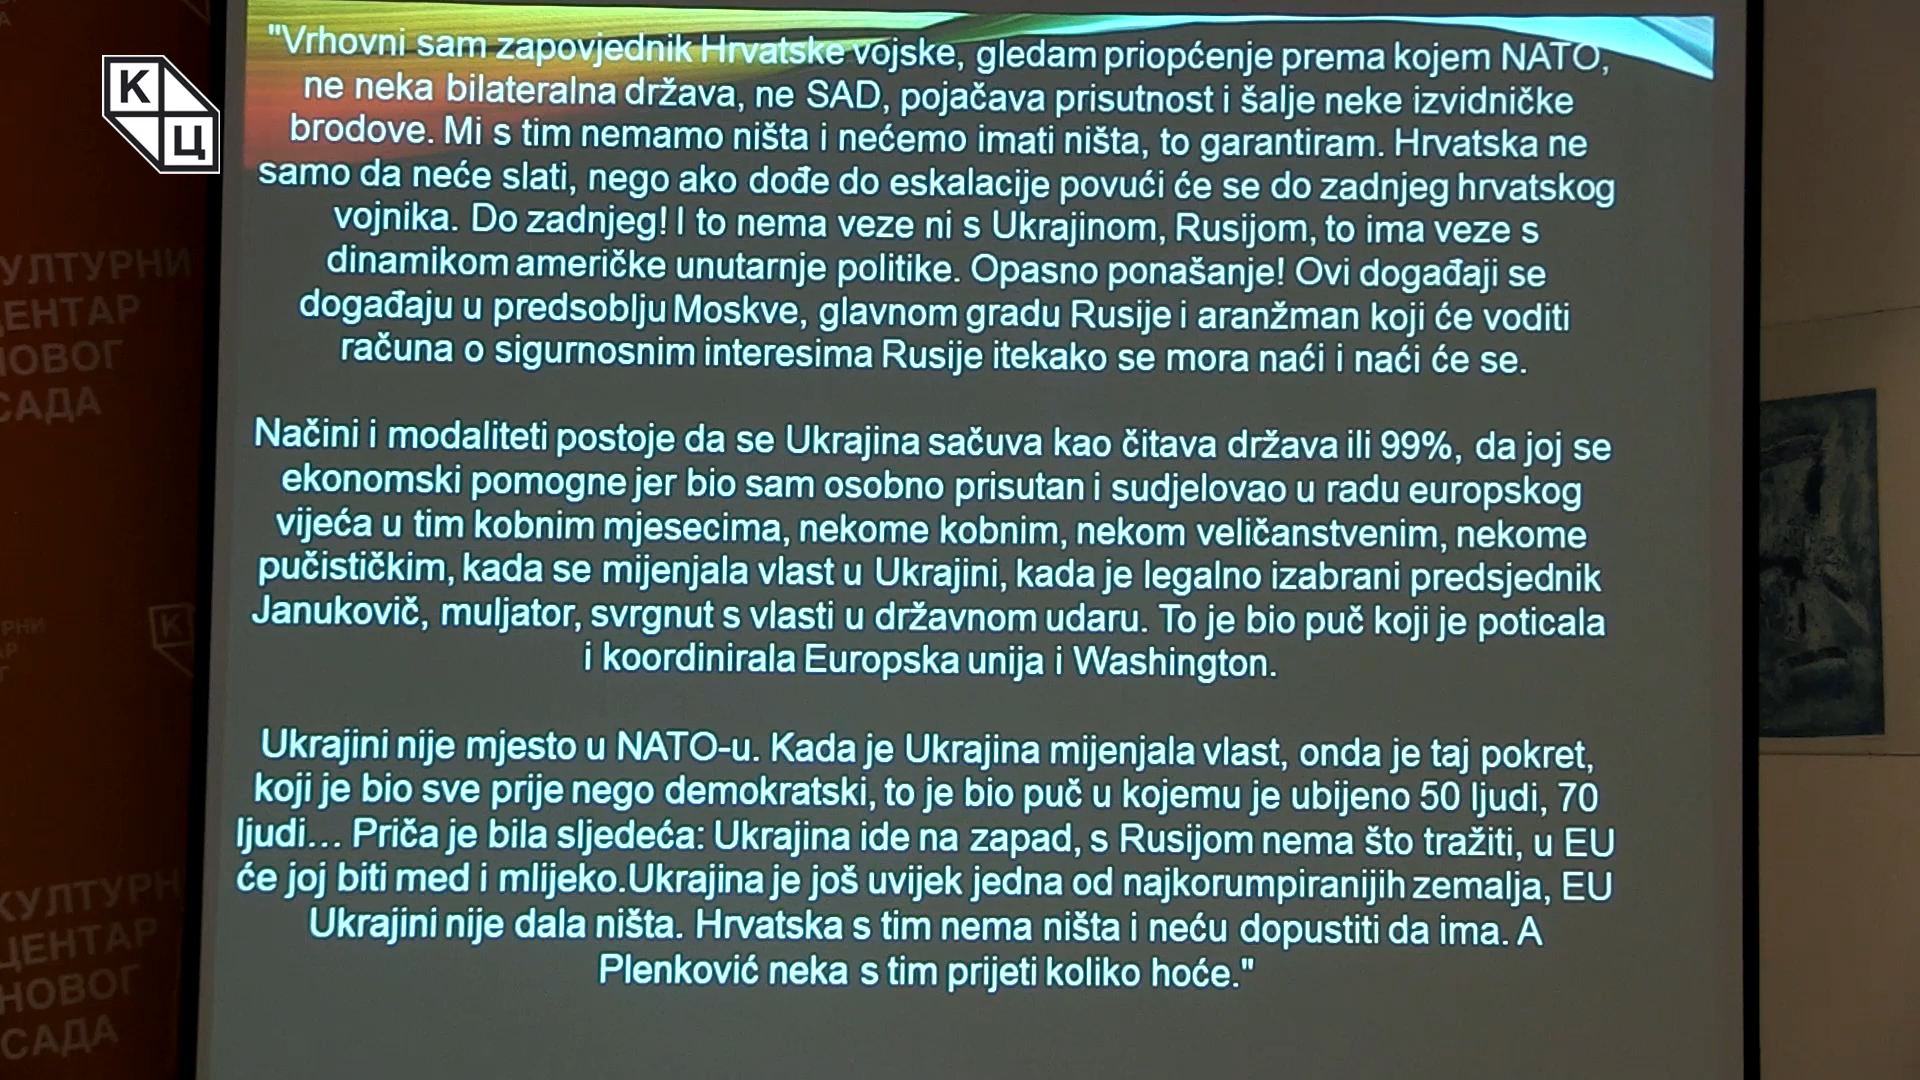 К
Ц
"Vrhovni sam zapovjednik Hrvatske vojske, gledam priopćenje prema kojem NATO,
ne neka bilateralna država, ne SAD, pojačava prisutnost i šalje neke izvidničke
brodove. Mi s tim nemamo ništa i nećemo imati ništa, to garantiram. Hrvatska ne
samo da neće slati, nego ako dođe do eskalacije povući će se do zadnjeg hrvatskog
vojnika. Do zadnjeg! I to nema veze ni s Ukrajinom, Rusijom, to ima veze s
dinamikom američke unutarnje politike. Opasno ponašanje! Ovi događaji se
događaju u predsoblju Moskve, glavnom gradu Rusije i aranžman koji će voditi
računa o sigurnosnim interesima Rusije itekako se mora naći i naći će se.
Načini i modaliteti postoje da se Ukrajina sačuva kao čitava država ili 99%, da joj se
ekonomski pomogne jer bio sam osobno prisutan i sudjelovao u radu europskog
vijeća u tim kobnim mjesecima, nekome kobnim, nekom veličanstvenim, nekome
pučističkim, kada se mijenjala vlast u Ukrajini, kada je legalno izabrani predsjednik
Janukovič, muljator, svrgnut s vlasti u državnom udaru. To je bio puč koji je poticala
i koordinirala Europska unija i Washington.
Ukrajini nije mjesto u NATO-u. Kada je Ukrajina mijenjala vlast, onda je taj pokret,
koji je bio sve prije nego demokratski, to je bio puč u kojemu je ubijeno 50 ljudi, 70
ljudi... Priča je bila sljedeća: Ukrajina ide na zapad, s Rusijom nema što tražiti, u EU
će joj biti med i mlijeko.Ukrajina je još uvijek jedna od najkorumpiranijih zemalja, EU
Ukrajini nije dala ništa. Hrvatska s tim nema ništa i neću dopustiti da ima. A
Plenković neka s tim prijeti koliko hoće."
УЛТУРНИ
ЦЕНТАР
НОВОГ
САДА
К
КУЛТУРН
ЦЕНТАР
НОВОГ
САДА